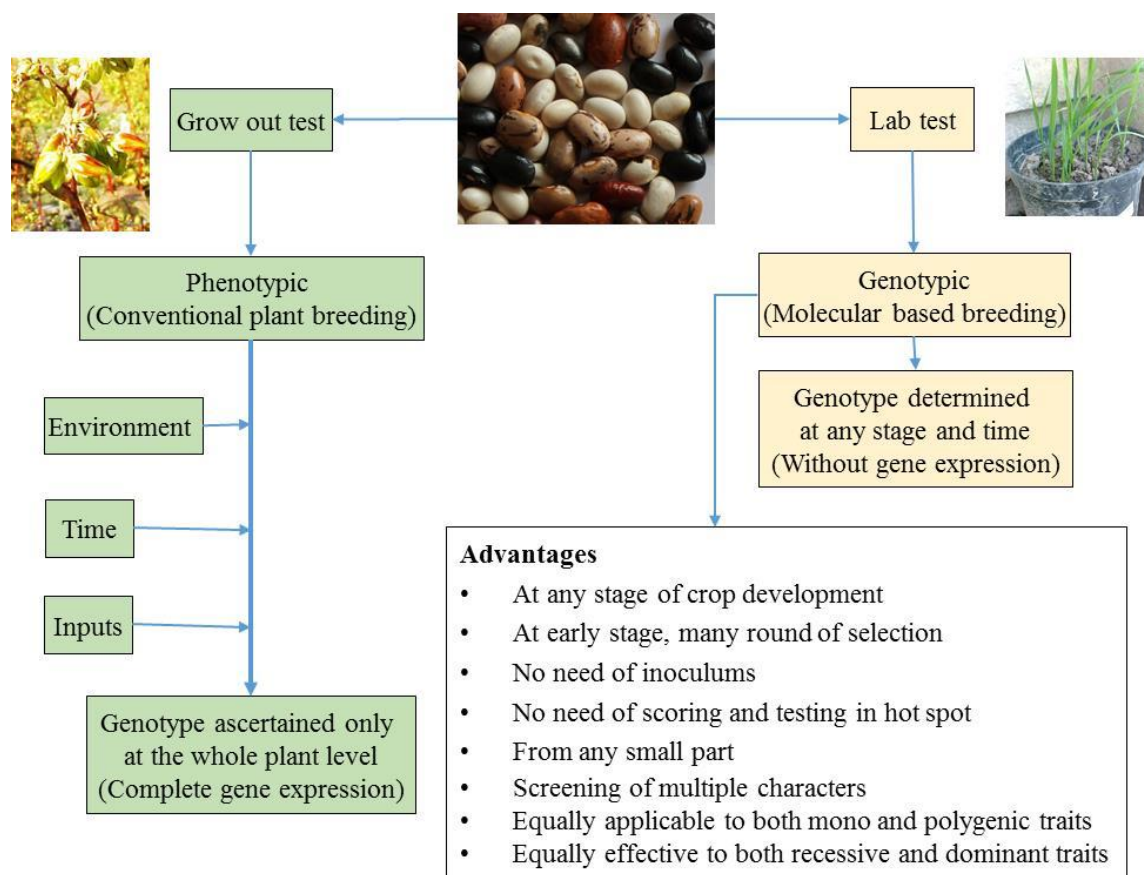 Grow out test
Lab test
Phenotypic
(Conventional plant breeding)
Genotypic
(Molecular based breeding)
Environment
Time
Inputs
Genotype ascertained only
at the whole plant level
(Complete gene expression)
Genotype determined
at any stage and time
(Without gene expression)
Advantages
• At any stage of crop development
• At early stage, many round of selection
• No need of inoculums
• No need of scoring and testing in hot spot
• From any small part
• Screening of multiple characters
• Equally applicable to both mono and polygenic traits
• Equally effective to both recessive and dominant traits